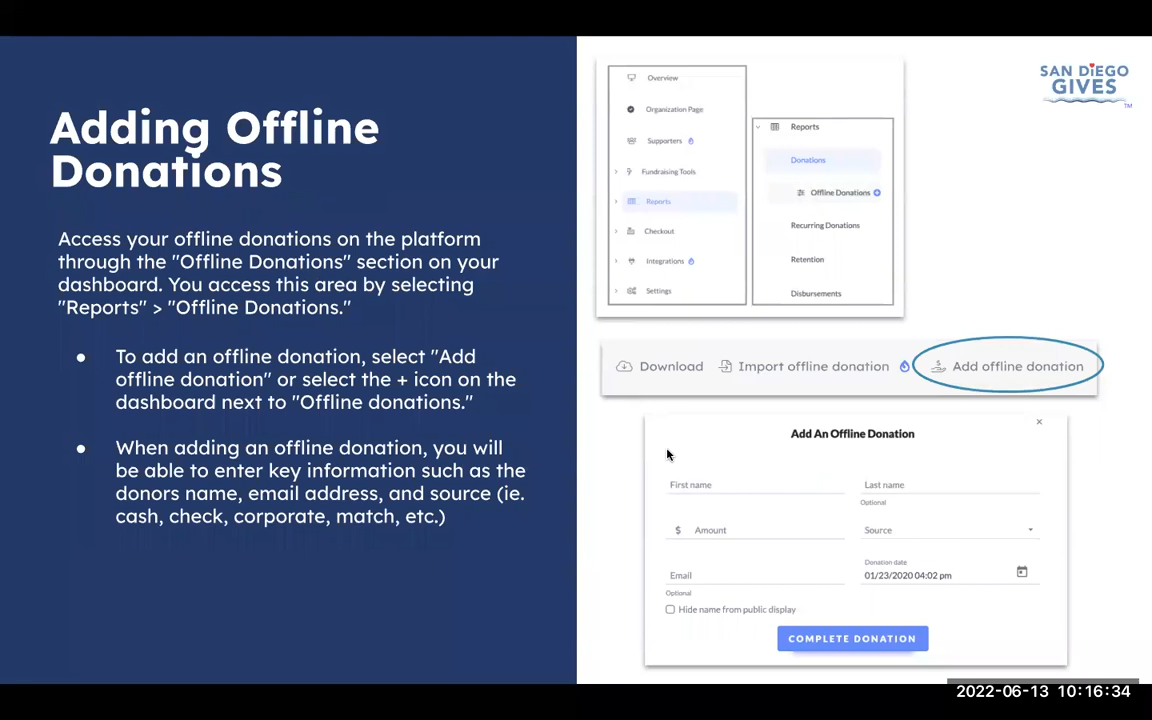 Adding Offline
Donations
Access your offline donations on the platform
through the "Offline Donations" section on your
dashboard. You access this area by selecting
"Reports" > "Offline Donations."
● To add an offline donation, select "Add
offline donation" or select the + icon on the
dashboard next to "Offline donations."
● When adding an offline donation, you will
be able to enter key information such as the
donors name, email address, and source (ie.
cash, check, corporate, match, etc.)
Overview
Organization Page
Supporters
Fundraising Tools
Reports
Checkout
Integrations
Settings
Reports
Donations
Offline Donations
Recurring Donations
Retention
Disbursements
SAN DIEGO
GIVES
TM
Download Import offline donation Add offline donation
Add An Offline Donation
First name Last name
Optional
$ Amount Source
Donation date
Email 01/23/2020 04:02 pm
Optional
Hide name from public display
COMPLETE DONATION
2022-06-13 10:16:34